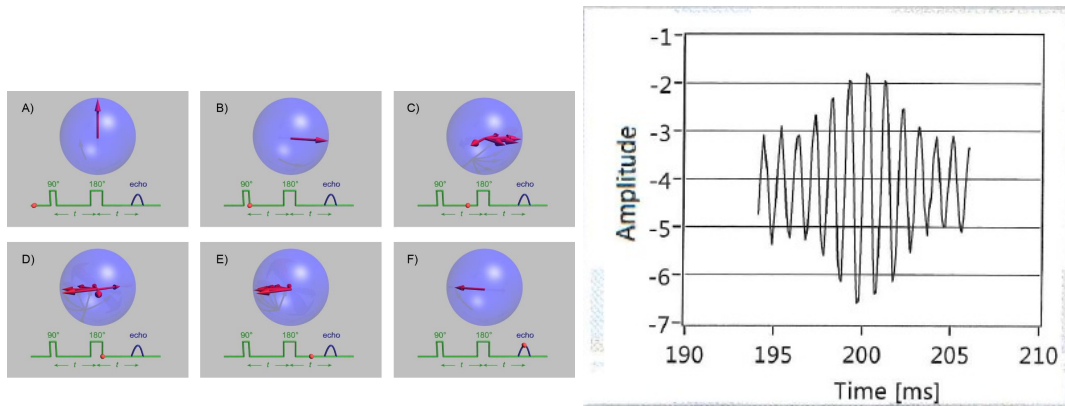 A)
90°
180°
echo
t
t
B)
90°
180°
echo
t
t
C)
90°
180°
echo
t
t
D)
90°
180°
echo
t
t
E)
90°
180°
echo
t
t
F)
90°
180°
echo
t
t
Amplitude
-1
-2
-3
-4
-5
-6
-7
190 195 200 205 210
Time [ms]